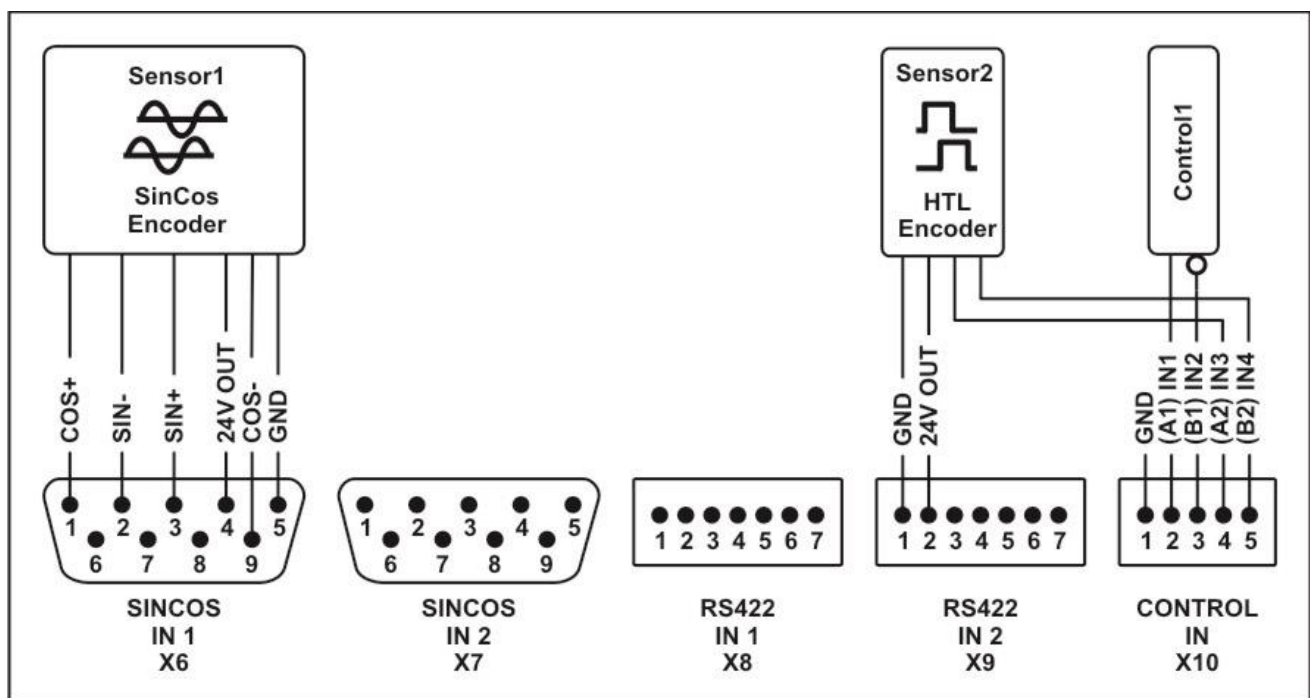 Sensor1
SinCos
Encoder
Sensor2
HTL
Encoder
Control1
COS+
SIN-
SIN+
24V OUT
COS-
GND
GND
24V OUT
GND
(A1) IN1
(B1) IN2
(A2) IN3
(B2) IN4
1 2 3 4 5
6 7 8 9
SINCOS
IN 1
X6
1 2 3 4 5
6 7 8 9
SINCOS
IN 2
X7
1 2 3 4 5 6 7
RS422
IN 1
X8
1 2 3 4 5 6 7
RS422
IN 2
X9
1 2 3 4 5
CONTROL
IN
X10